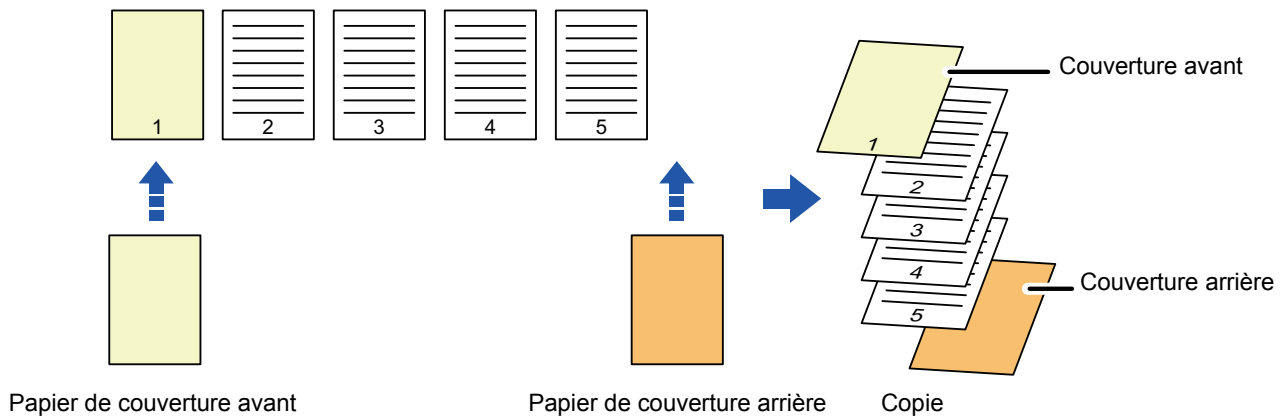 1 2 3 4 5
Couverture avant
1
2
3
4
5
Couverture arrière
Papier de couverture avant
Papier de couverture arrière
Copie